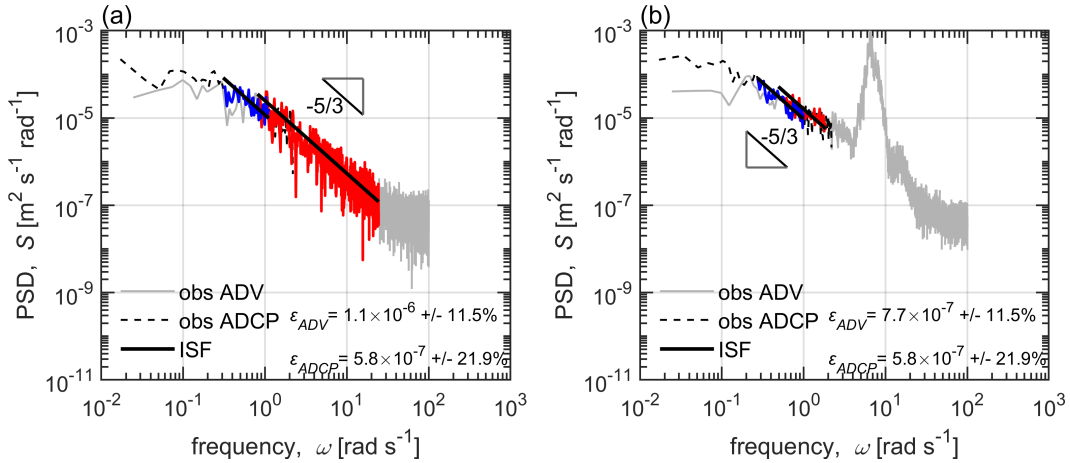 (a)
10^-3
10^-5
10^-7
10^-9
10^-11
PSD, S [m^2 s^-1 rad^-1]
-5/3
obs ADV
obs ADCP
ISF
ε_ADV = 1.1×10^-6 +/- 11.5%
ε_ADCP = 5.8×10^-7 +/- 21.9%
10^-2
10^-1
10^0
10^1
10^2
10^3
frequency, ω [rad s^-1]
(b)
10^-3
10^-5
10^-7
10^-9
10^-11
PSD, S [m^2 s^-1 rad^-1]
-5/3
obs ADV
obs ADCP
ISF
ε_ADV = 7.7×10^-7 +/- 11.5%
ε_ADCP = 5.8×10^-7 +/- 21.9%
10^-2
10^-1
10^0
10^1
10^2
10^3
frequency, ω [rad s^-1]